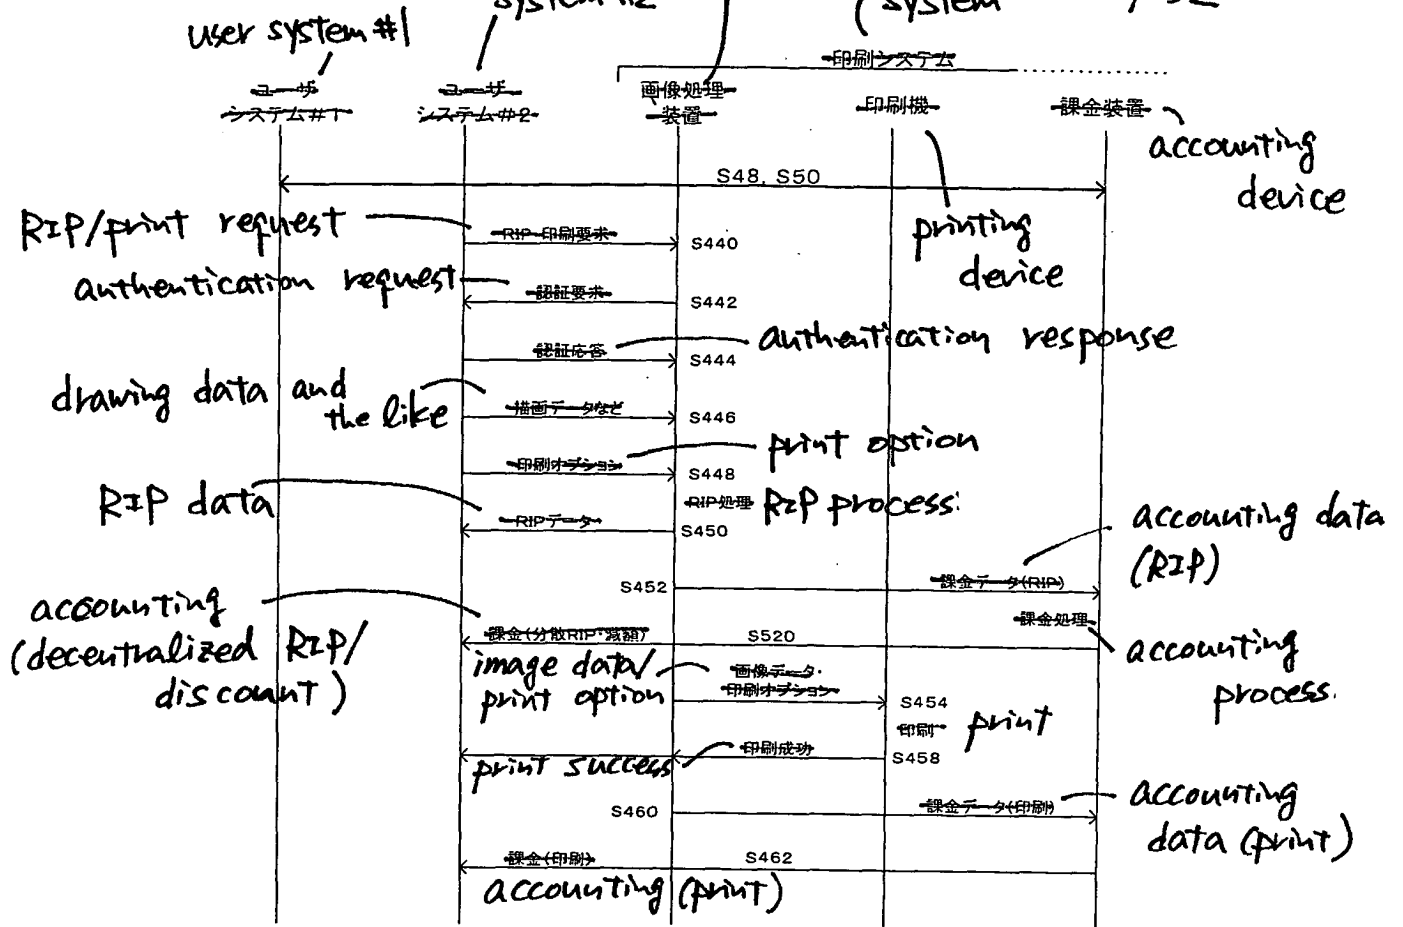 user system #1
system
system
印刷システム
ユーザ
システム#1
ユーザ
システム#2
画像処理
装置
印刷機
課金装置
accounting
device
printing
device
S48, S50
RIP/print request
RIP・印刷要求
S440
authentication request
認証要求
S442
認証応答
S444
authentication response
drawing data and
the like
描画データなど
S446
印刷オプション
S448
print option
RIP処理
RIP process.
RIP data
RIPデータ
S450
accounting data
(RIP)
S452
課金データ(RIP)
課金処理
accounting
process.
accounting
(decentralized RIP/
discount)
課金(分散RIP・減額)
S520
image data/
print option
画像データ・
印刷オプション
S454
印刷
print
印刷成功
S458
print success
S460
課金データ(印刷)
accounting
data (print)
課金(印刷)
S462
accounting (print)